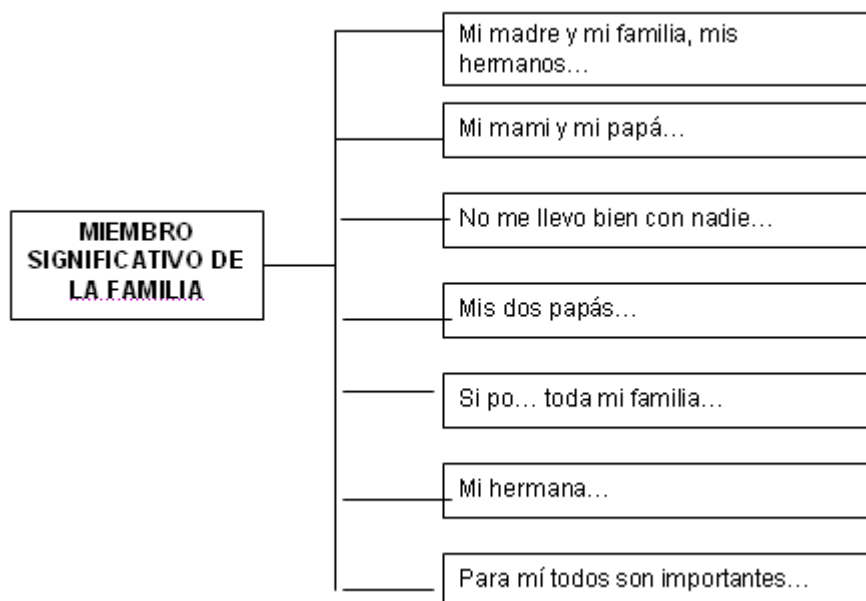 MIEMBRO
SIGNIFICATIVO DE
LA FAMILIA
Mi madre y mi familia, mis
hermanos…
Mi mami y mi papá…
No me llevo bien con nadie…
Mis dos papás…
Si po… toda mi familia…
Mi hermana…
Para mí todos son importantes…